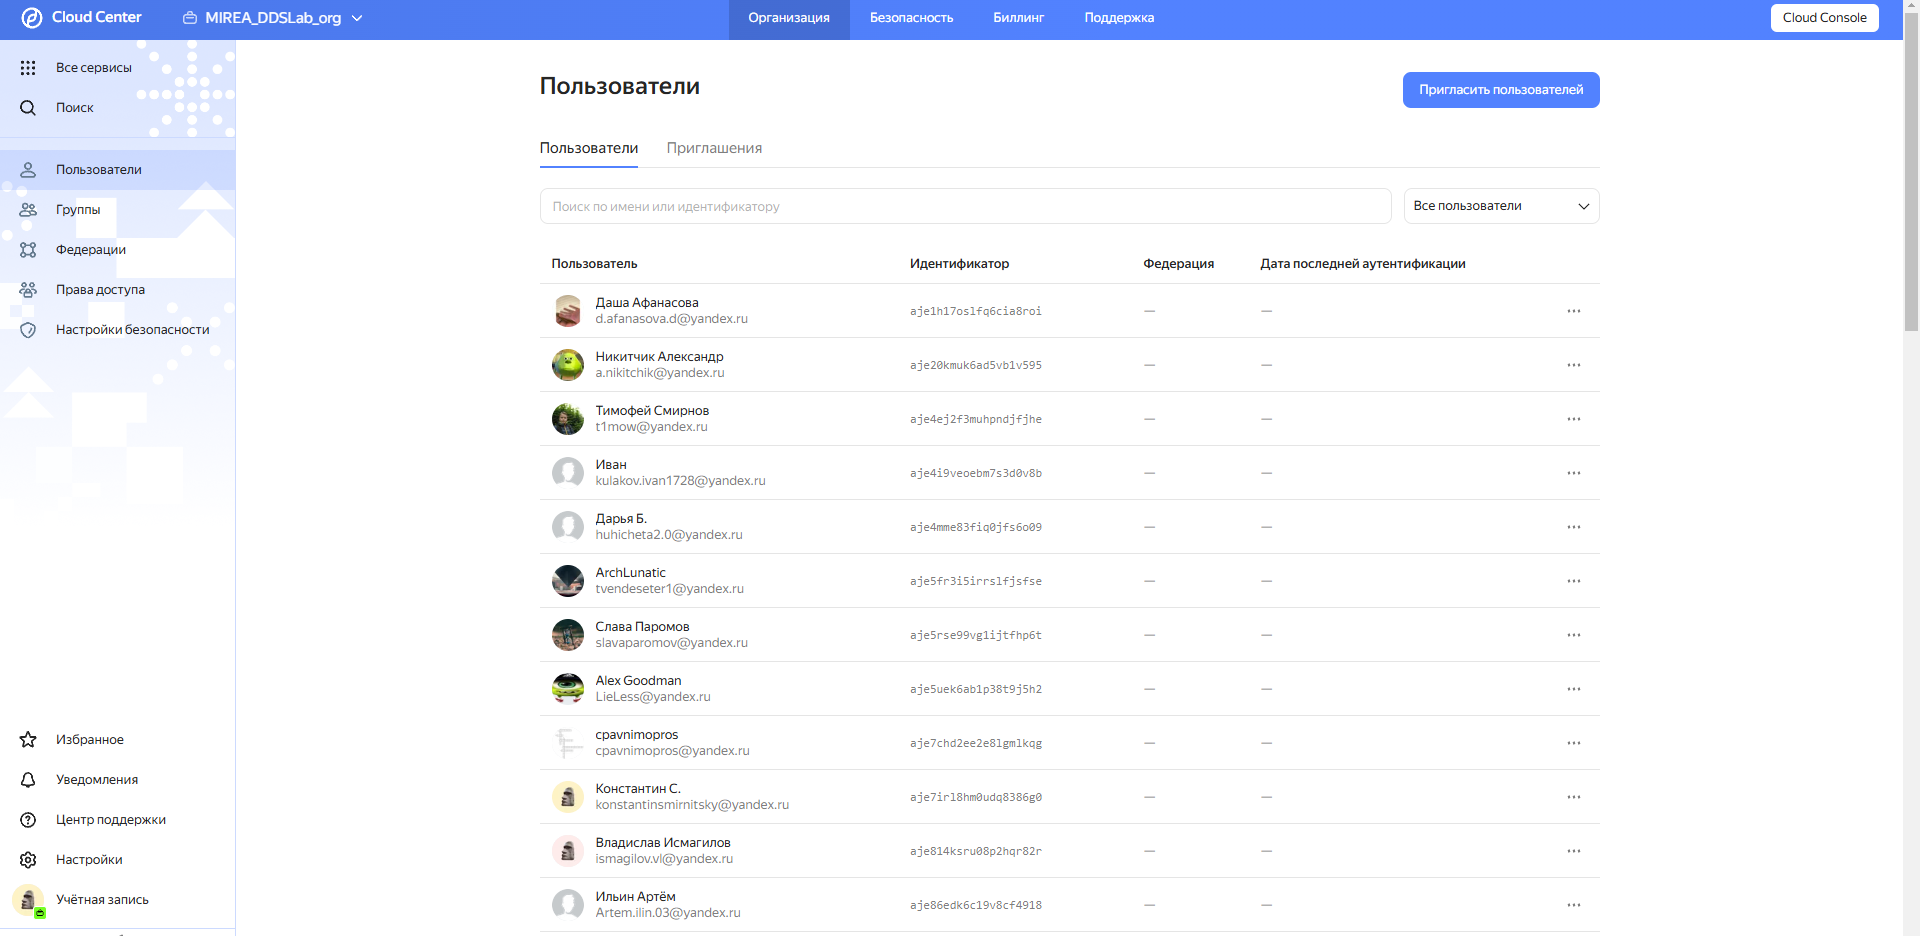 Cloud Center
MIREA_DDSLab_org
Организация
Безопасность
Биллинг
Поддержка
Cloud Console
Все сервисы
Поиск
Пользователи
Группы
Федерации
Права доступа
Настройки безопасности
Избранное
Уведомления
Центр поддержки
Настройки
Учётная запись
Пользователи
Пригласить пользователей
Пользователи
Приглашения
Поиск по имени или идентификатору
Все пользователи
Пользователь Идентификатор Федерация Дата последней аутентификации
Даша Афанасова
d.afanasova.d@yandex.ru
aje1h17oslfq6cia8roi — —
Никитчик Александр
a.nikitchik@yandex.ru
aje20kmuk6ad5vb1v595 — —
Тимофей Смирнов
t1mow@yandex.ru
aje4ej2f3muhpndjfjhe — —
Иван
kulakov.ivan1728@yandex.ru
aje4i9veoebm7s3d0v8b — —
Дарья Б.
huhicheta2.0@yandex.ru
aje4mme83fiq0jfs6o09 — —
ArchLunatic
tvendeseter1@yandex.ru
aje5fr3i5irrslfjsfse — —
Слава Паромов
slavaparomov@yandex.ru
aje5rse99vg1ijtfhp6t — —
Alex Goodman
LieLess@yandex.ru
aje5uek6ab1p38t9j5h2 — —
cpavnimopros
cpavnimopros@yandex.ru
aje7chd2ee2e8lgmlkqg — —
Константин С.
konstantinsmirnitsky@yandex.ru
aje7irl8hm0udq8386g0 — —
Владислав Исмагилов
ismagilov.vl@yandex.ru
aje814ksru08p2hqr82r — —
Ильин Артём
Artem.ilin.03@yandex.ru
aje86edk6c19v8cf4918 — —